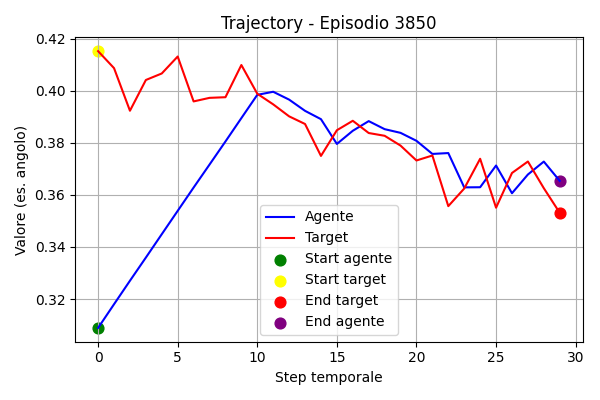 Trajectory - Episodio 3850
Valore (es. angolo)
0.42
0.40
0.38
0.36
0.34
0.32
Agente
Target
Start agente
Start target
End target
End agente
0 5 10 15 20 25 30
Step temporale